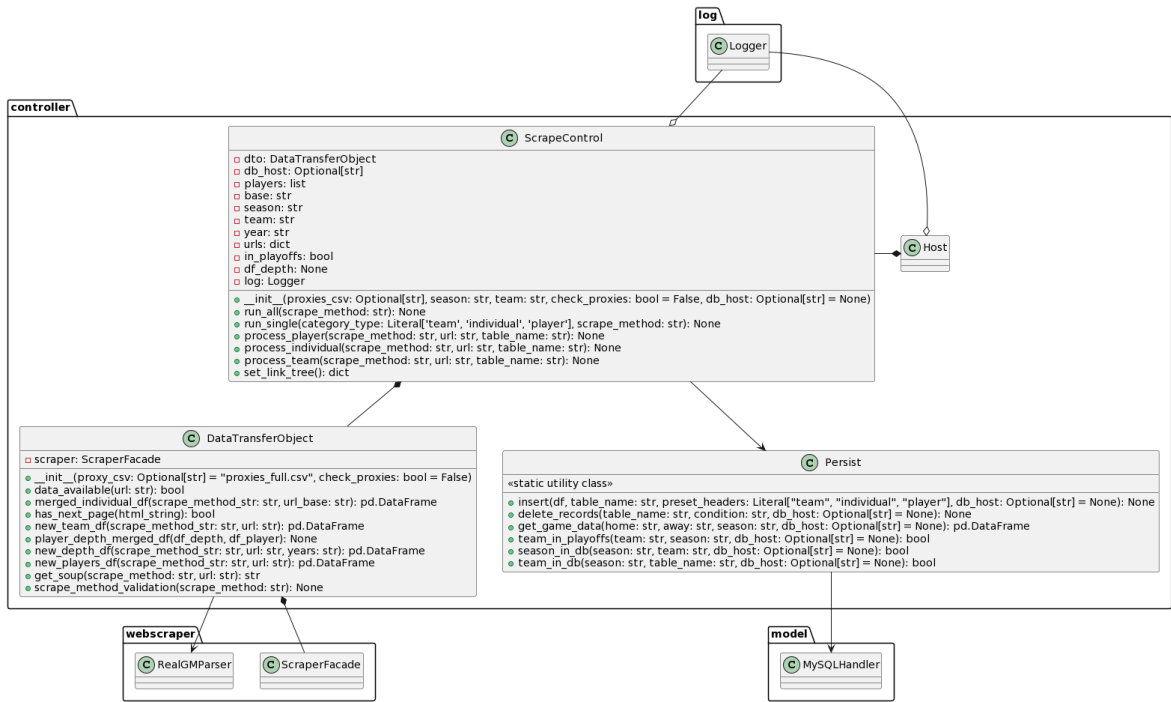 log
C Logger
controller
C ScrapeControl
dto: DataTransferObject
db_host: Optional[str]
players: list
base: str
season: str
team: str
year: str
urls: dict
in_playoffs: bool
df_depth: None
log: Logger
__init__(proxies_csv: Optional[str], season: str, team: str, check_proxies: bool = False, db_host: Optional[str] = None)
run_all(scrape_method: str): None
run_single(category_type: Literal['team', 'individual', 'player'], scrape_method: str): None
process_player(scrape_method: str, url: str, table_name: str): None
process_individual(scrape_method: str, url: str, table_name: str): None
process_team(scrape_method: str, url: str, table_name: str): None
set_link_tree(): dict
C Host
C DataTransferObject
scraper: ScraperFacade
__init__(proxy_csv: Optional[str] = "proxies_full.csv", check_proxies: bool = False)
data_available(url: str): bool
merged_individual_df(scrape_method_str: str, url_base: str): pd.DataFrame
has_next_page(html_string): bool
new_team_df(scrape_method_str: str, url: str): pd.DataFrame
player_depth_merged_df(df_depth, df_player): None
new_depth_df(scrape_method_str: str, url: str, years: str): pd.DataFrame
new_players_df(scrape_method_str: str, url: str): pd.DataFrame
get_soup(scrape_method: str, url: str): str
scrape_method_validation(scrape_method: str): None
C Persist
«static utility class»
insert(df, table_name: str, preset_headers: Literal["team", "individual", "player"], db_host: Optional[str] = None): None
delete_records(table_name: str, condition: str, db_host: Optional[str] = None): None
get_game_data(home: str, away: str, season: str, db_host: Optional[str] = None): pd.DataFrame
team_in_playoffs(team: str, season: str, db_host: Optional[str] = None): bool
season_in_db(season: str, team: str, db_host: Optional[str] = None): bool
team_in_db(season: str, table_name: str, db_host: Optional[str] = None): bool
webscraper
C RealGMParser
C ScraperFacade
model
C MySQLHandler